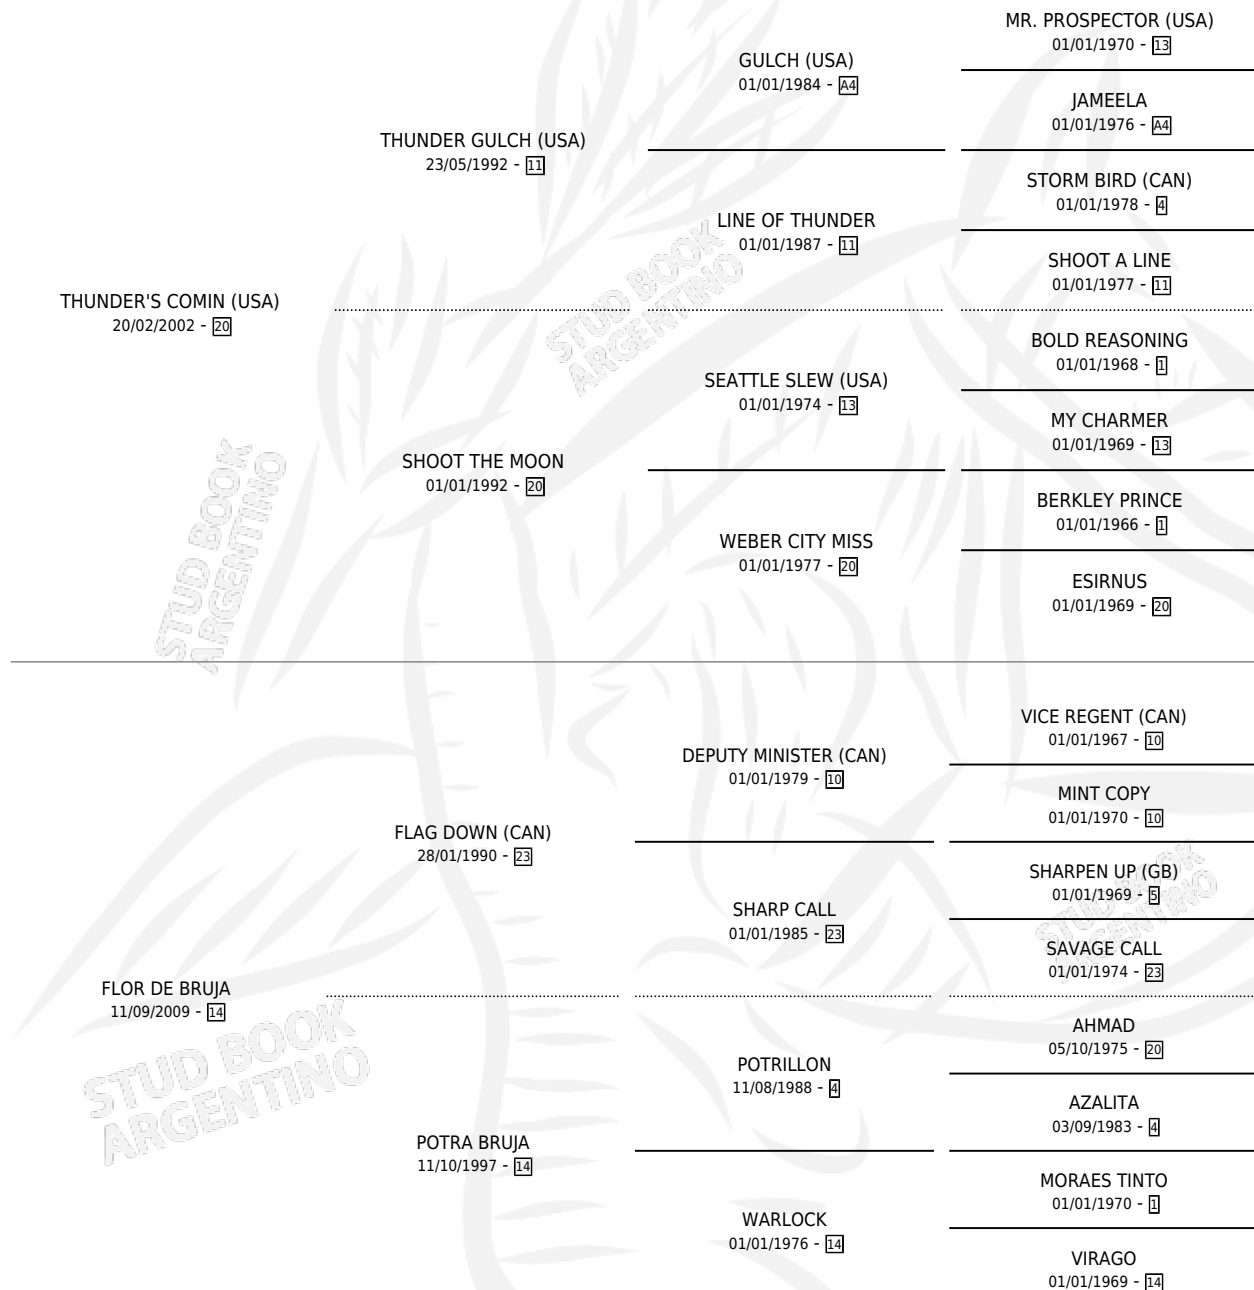 MR. PROSPECTOR (USA)
01/01/1970 - 13
GULCH (USA)
01/01/1984 - A4
JAMEELA
01/01/1976 - A4
THUNDER GULCH (USA)
23/05/1992 - 11
STORM BIRD (CAN)
01/01/1978 - 4
LINE OF THUNDER
01/01/1987 - 11
SHOOT A LINE
01/01/1977 - 11
THUNDER'S COMIN (USA)
20/02/2002 - 20
STUD BOOK
ARGENTINO
BOLD REASONING
01/01/1968 - 1
SEATTLE SLEW (USA)
01/01/1974 - 13
MY CHARMER
01/01/1969 - 13
SHOOT THE MOON
01/01/1992 - 20
BERKLEY PRINCE
01/01/1966 - 1
WEBER CITY MISS
01/01/1977 - 20
ESIRNUS
01/01/1969 - 20
STUD BOOK
ARGENTINO
VICE REGENT (CAN)
01/01/1967 - 10
DEPUTY MINISTER (CAN)
01/01/1979 - 10
MINT COPY
01/01/1970 - 10
FLAG DOWN (CAN)
28/01/1990 - 23
SHARPEN UP (GB)
01/01/1969 - 5
SHARP CALL
01/01/1985 - 23
SAVAGE CALL
01/01/1974 - 23
STUD BOOK
ARGENTINO
FLOR DE BRUJA
11/09/2009 - 14
AHMAD
05/10/1975 - 20
POTRILLON
11/08/1988 - 4
AZALITA
03/09/1983 - 4
STUD BOOK
ARGENTINO
POTRA BRUJA
11/10/1997 - 14
MORAES TINTO
01/01/1970 - 1
WARLOCK
01/01/1976 - 14
VIRAGO
01/01/1969 - 14